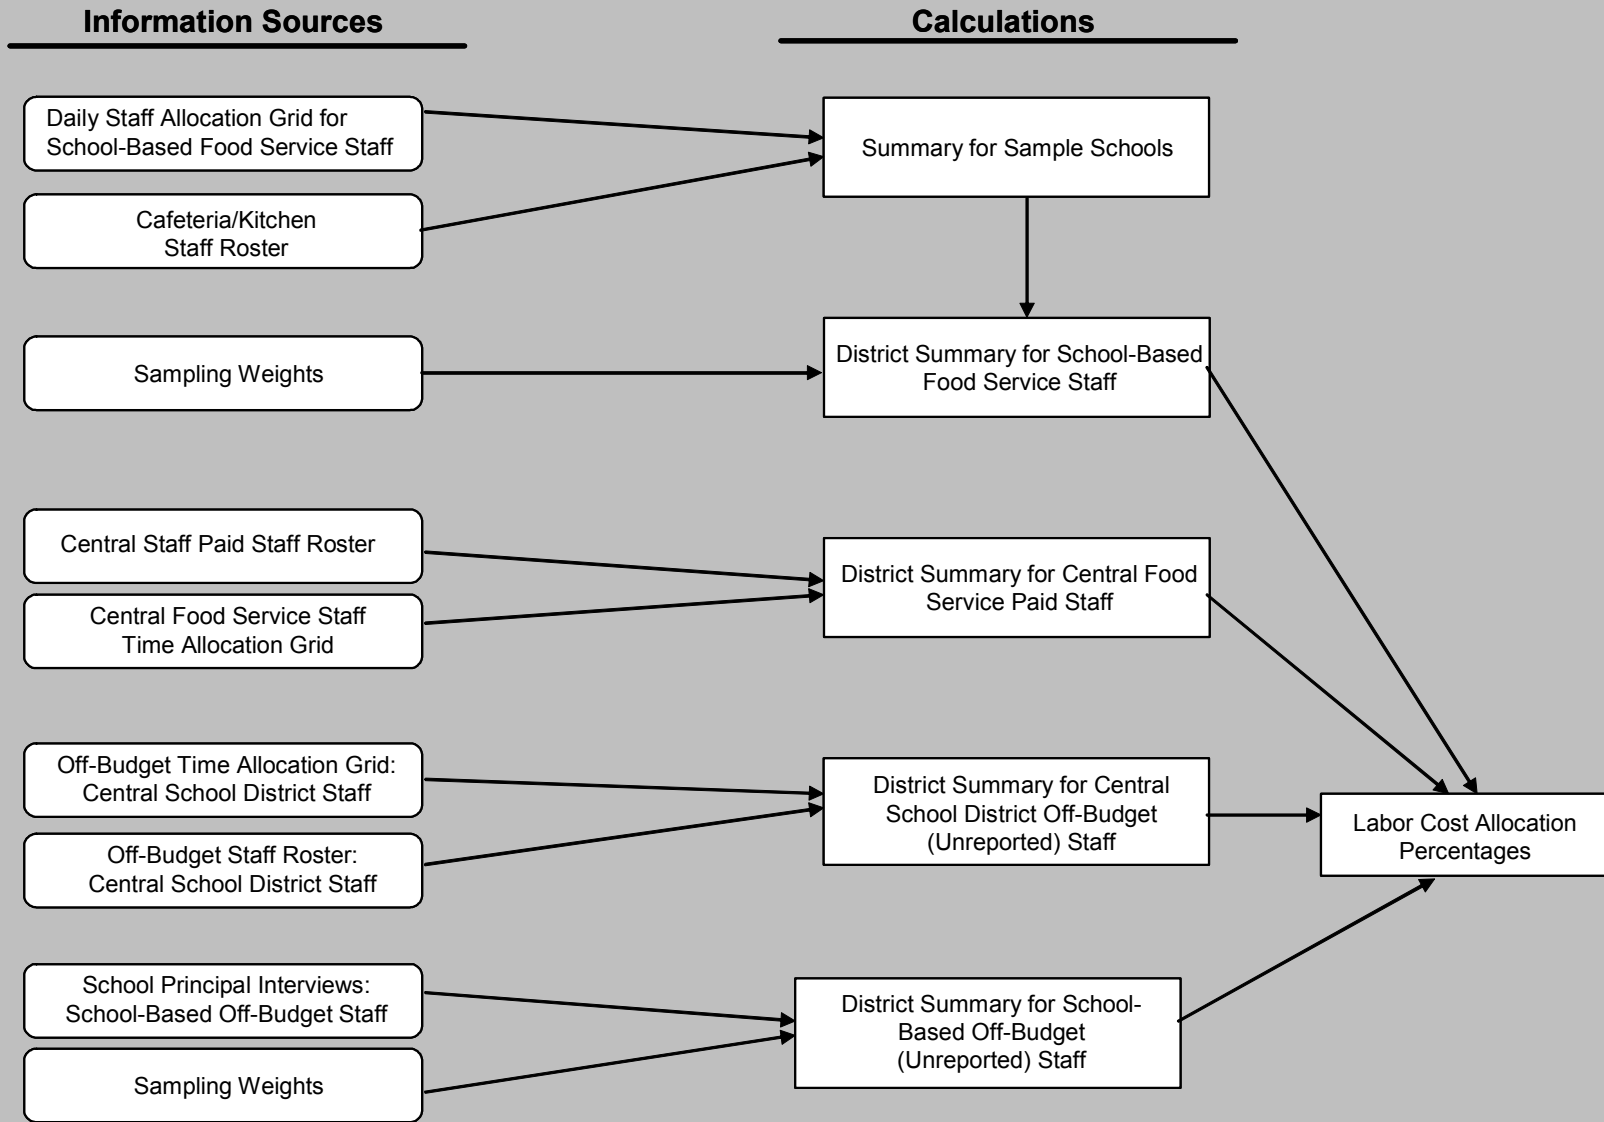 Information Sources
Calculations
Daily Staff Allocation Grid for
School-Based Food Service Staff
Summary for Sample Schools
Cafeteria/Kitchen
Staff Roster
Sampling Weights
District Summary for School-Based
Food Service Staff
Central Staff Paid Staff Roster
District Summary for Central Food
Service Paid Staff
Central Food Service Staff
Time Allocation Grid
Off-Budget Time Allocation Grid:
Central School District Staff
District Summary for Central
School District Off-Budget
(Unreported) Staff
Labor Cost Allocation
Percentages
Off-Budget Staff Roster:
Central School District Staff
School Principal Interviews:
School-Based Off-Budget Staff
District Summary for School-
Based Off-Budget
(Unreported) Staff
Sampling Weights